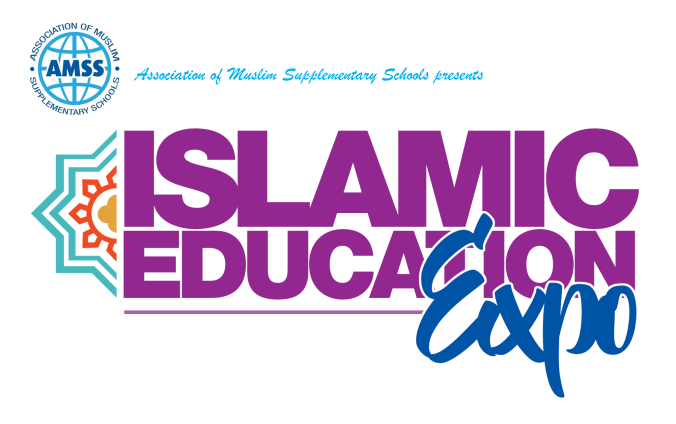 ASSOCIATION OF MUSLIM
AMSS
SUPPLEMENTARY SCHOOLS
Association of Muslim Supplementary Schools presents
ISLAMIC
EDUCATION
Expo